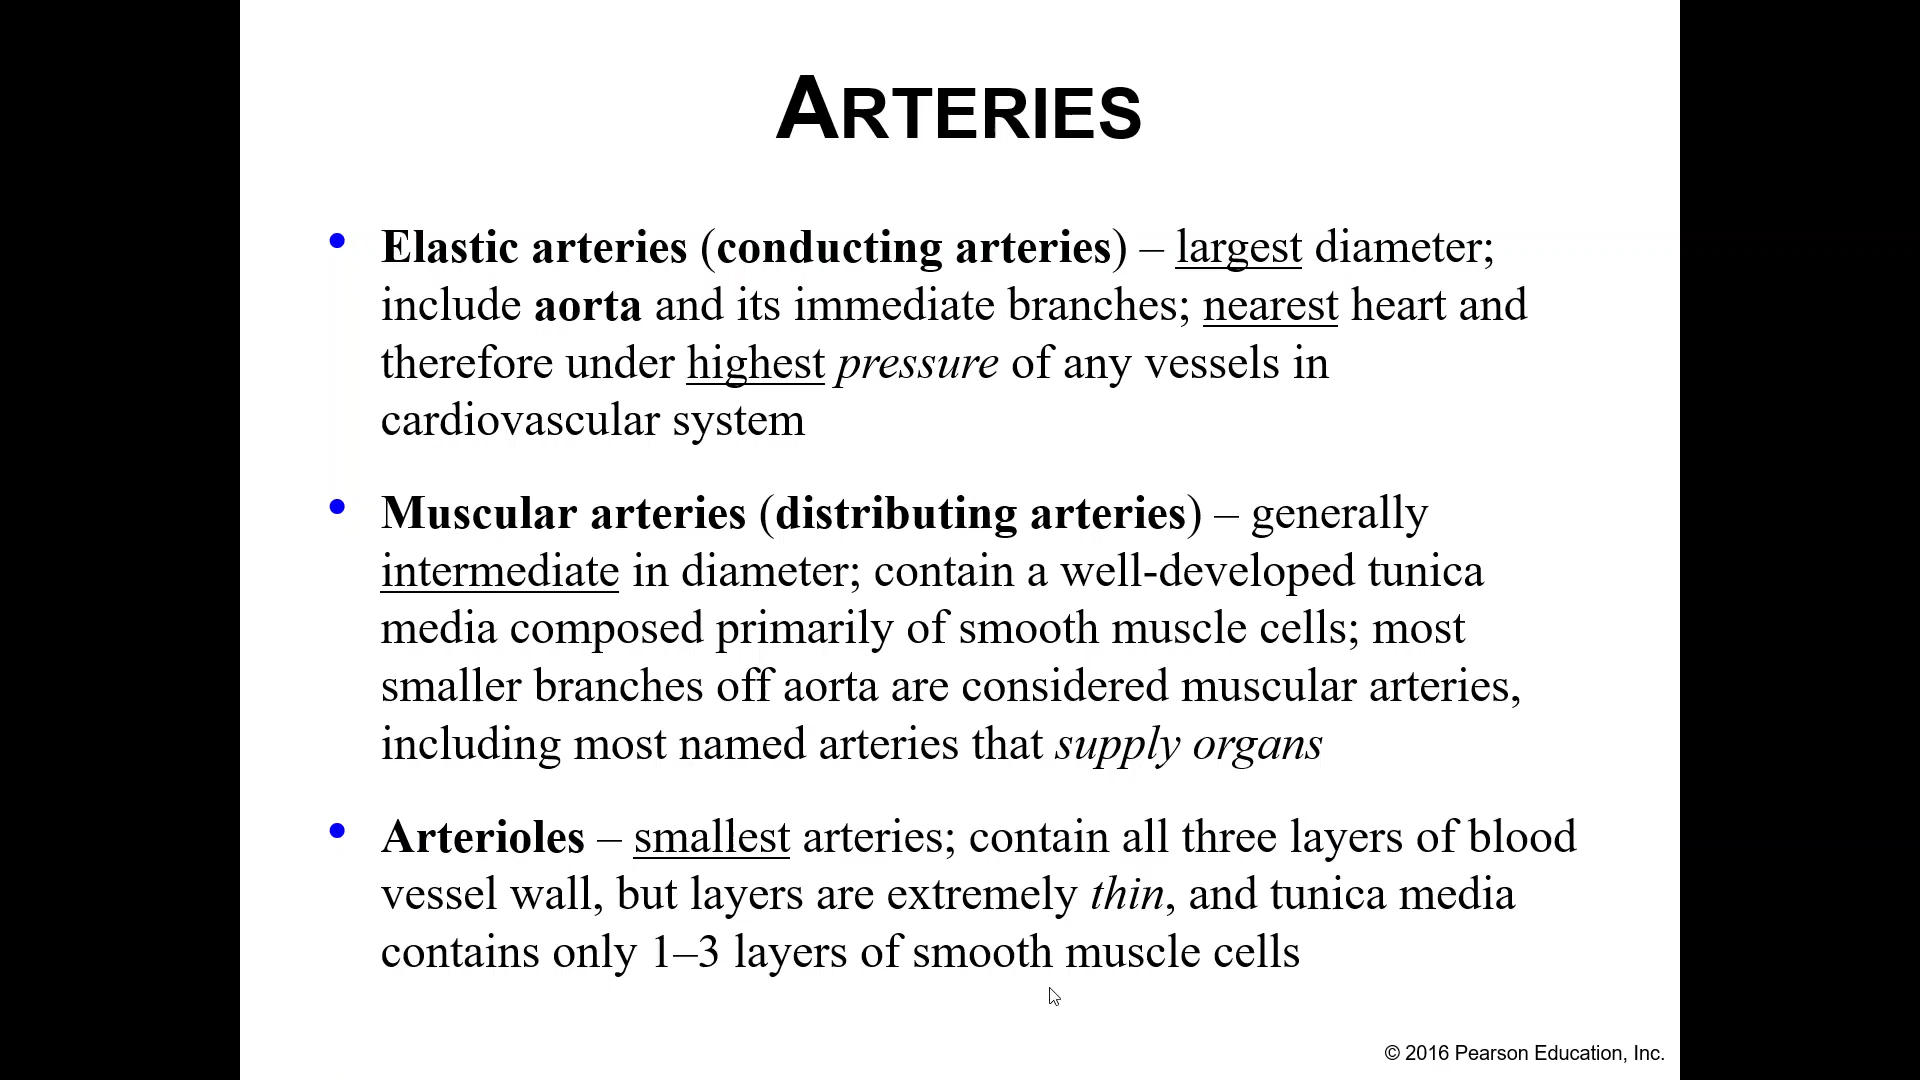 ARTERIES
• Elastic arteries (conducting arteries) – largest diameter;
include aorta and its immediate branches; nearest heart and
therefore under highest pressure of any vessels in
cardiovascular system
• Muscular arteries (distributing arteries) – generally
intermediate in diameter; contain a well-developed tunica
media composed primarily of smooth muscle cells; most
smaller branches off aorta are considered muscular arteries,
including most named arteries that supply organs
• Arterioles – smallest arteries; contain all three layers of blood
vessel wall, but layers are extremely thin, and tunica media
contains only 1–3 layers of smooth muscle cells
© 2016 Pearson Education, Inc.